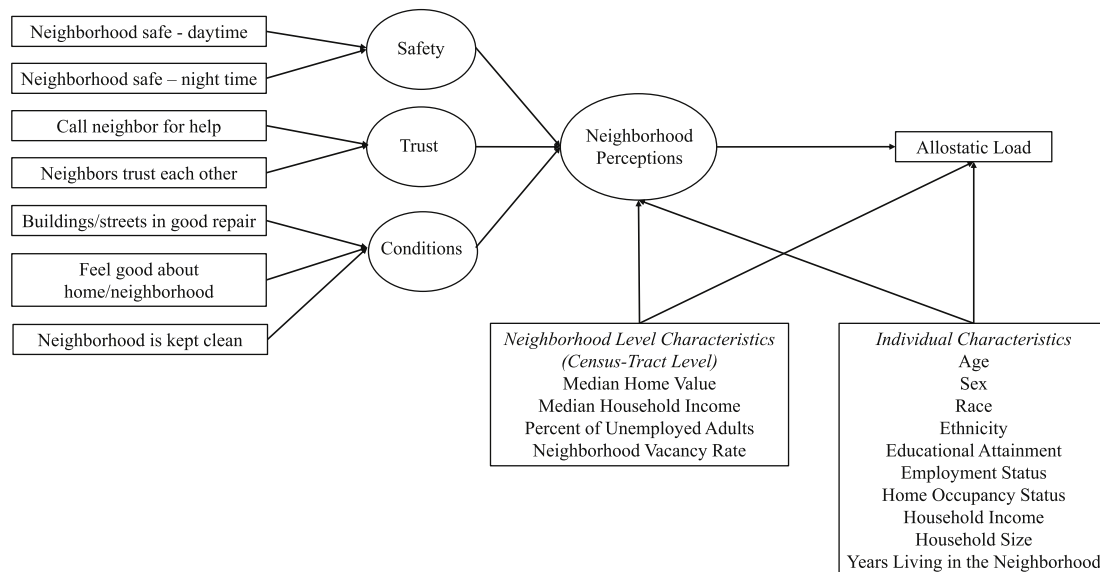 Neighborhood safe - daytime
Neighborhood safe – night time
Call neighbor for help
Neighbors trust each other
Buildings/streets in good repair
Feel good about
home/neighborhood
Neighborhood is kept clean
Safety
Trust
Conditions
Neighborhood
Perceptions
Allostatic Load
Neighborhood Level Characteristics
(Census-Tract Level)
Median Home Value
Median Household Income
Percent of Unemployed Adults
Neighborhood Vacancy Rate
Individual Characteristics
Age
Sex
Race
Ethnicity
Educational Attainment
Employment Status
Home Occupancy Status
Household Income
Household Size
Years Living in the Neighborhood